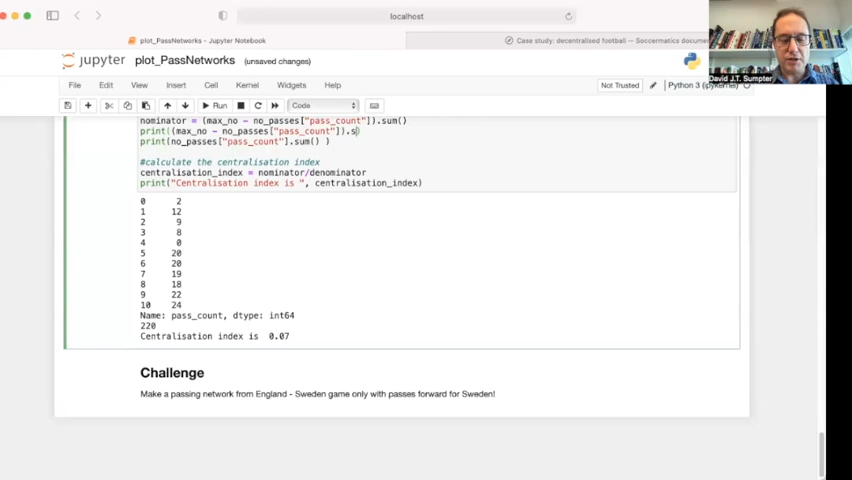 localhost
plot_PassNetworks - Jupyter Notebook
Case study: decentralised football — Soccermatics docume
David J.T. Sumpter
jupyter plot_PassNetworks (unsaved changes)
File Edit View Insert Cell Kernel Widgets Help
Not Trusted
Python 3 (ipykernel)
Run
Code
nominator = (max_no - no_passes["pass_count"]).sum()
print((max_no - no_passes["pass_count"]).s)
print(no_passes["pass_count"].sum() )
#calculate the centralisation index
centralisation_index = nominator/denominator
print("Centralisation index is ", centralisation_index)
0 2
1 12
2 9
3 8
4 0
5 20
6 20
7 19
8 18
9 22
10 24
Name: pass_count, dtype: int64
220
Centralisation index is 0.07
Challenge
Make a passing network from England - Sweden game only with passes forward for Sweden!